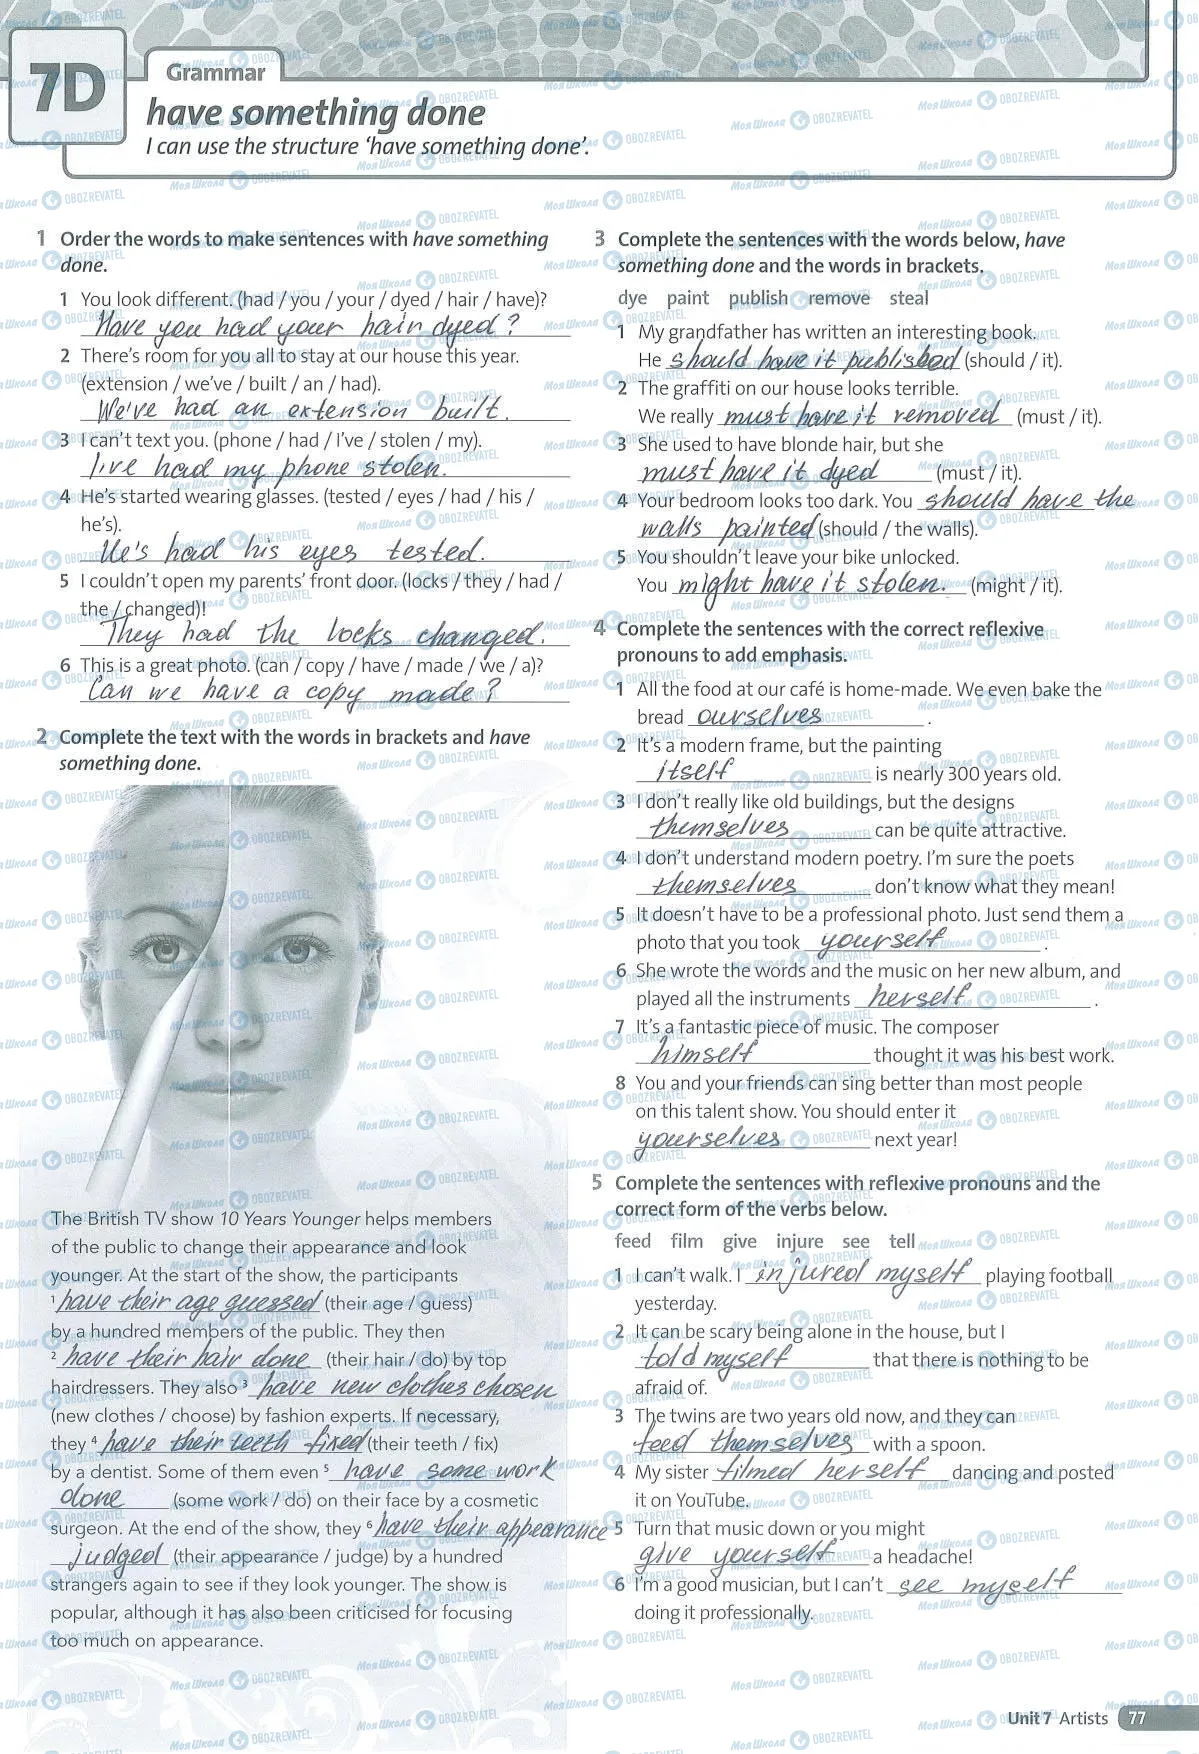 7D
Grammar
have something done
I can use the structure ‘have something done’.
1 Order the words to make sentences with have something
done.
1 You look different. (had / you / your / dyed / hair / have)?
Have you had your hair dyed?
2 There’s room for you all to stay at our house this year.
(extension / we’ve / built / an / had).
We've had an extension built.
3 I can’t text you. (phone / had / I’ve / stolen / my).
I've had my phone stolen.
4 He’s started wearing glasses. (tested / eyes / had / his /
he’s).
He's had his eyes tested.
5 I couldn’t open my parents’ front door. (locks / they / had /
the / changed)!
They had the locks changed.
6 This is a great photo. (can / copy / have / made / we / a)?
Can we have a copy made?
2 Complete the text with the words in brackets and have
something done.
The British TV show 10 Years Younger helps members
of the public to change their appearance and look
younger. At the start of the show, the participants
1 have their age guessed (their age / guess)
by a hundred members of the public. They then
2 have their hair done (their hair / do) by top
hairdressers. They also 3 have new clothes chosen
(new clothes / choose) by fashion experts. If necessary,
they 4 have their teeth fixed (their teeth / fix)
by a dentist. Some of them even 5 have some work
done (some work / do) on their face by a cosmetic
surgeon. At the end of the show, they 6 have their appearance
judged (their appearance / judge) by a hundred
strangers again to see if they look younger. The show is
popular, although it has also been criticised for focusing
too much on appearance.
3 Complete the sentences with the words below, have
something done and the words in brackets.
dye paint publish remove steal
1 My grandfather has written an interesting book.
He should have it published (should / it).
2 The graffiti on our house looks terrible.
We really must have it removed (must / it).
3 She used to have blonde hair, but she
must have it dyed (must / it).
4 Your bedroom looks too dark. You should have the
walls painted (should / the walls).
5 You shouldn’t leave your bike unlocked.
You might have it stolen. (might / it).
4 Complete the sentences with the correct reflexive
pronouns to add emphasis.
1 All the food at our café is home-made. We even bake the
bread ourselves .
2 It’s a modern frame, but the painting
itself is nearly 300 years old.
3 I don’t really like old buildings, but the designs
themselves can be quite attractive.
4 I don’t understand modern poetry. I’m sure the poets
themselves don’t know what they mean!
5 It doesn’t have to be a professional photo. Just send them a
photo that you took yourself .
6 She wrote the words and the music on her new album, and
played all the instruments herself .
7 It’s a fantastic piece of music. The composer
himself thought it was his best work.
8 You and your friends can sing better than most people
on this talent show. You should enter it
yourselves next year!
5 Complete the sentences with reflexive pronouns and the
correct form of the verbs below.
feed film give injure see tell
1 I can’t walk. I injured myself playing football
yesterday.
2 It can be scary being alone in the house, but I
told myself that there is nothing to be
afraid of.
3 The twins are two years old now, and they can
feed themselves with a spoon.
4 My sister filmed herself dancing and posted
it on YouTube.
5 Turn that music down or you might
give yourself a headache!
6 I’m a good musician, but I can’t see myself
doing it professionally.
Unit 7 Artists 77
Моя Школа OBOZREVATEL